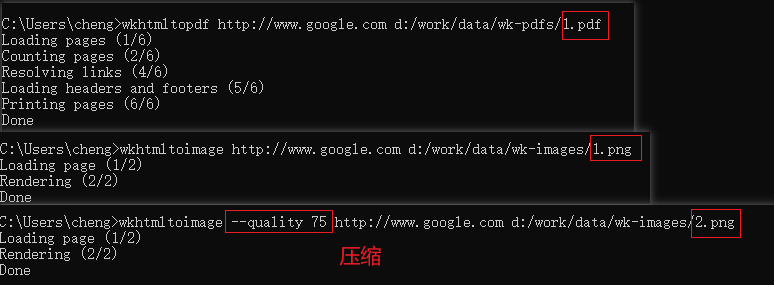 C:\Users\cheng>wkhtmltopdf http://www.google.com d:/work/data/wk-pdfs/1.pdf
Loading pages (1/6)
Counting pages (2/6)
Resolving links (4/6)
Loading headers and footers (5/6)
Printing pages (6/6)
Done
C:\Users\cheng>wkhtmltoimage http://www.google.com d:/work/data/wk-images/1.png
Loading page (1/2)
Rendering (2/2)
Done
C:\Users\cheng>wkhtmltoimage --quality 75 http://www.google.com d:/work/data/wk-images/2.png
Loading page (1/2)
Rendering (2/2)
压缩
Done